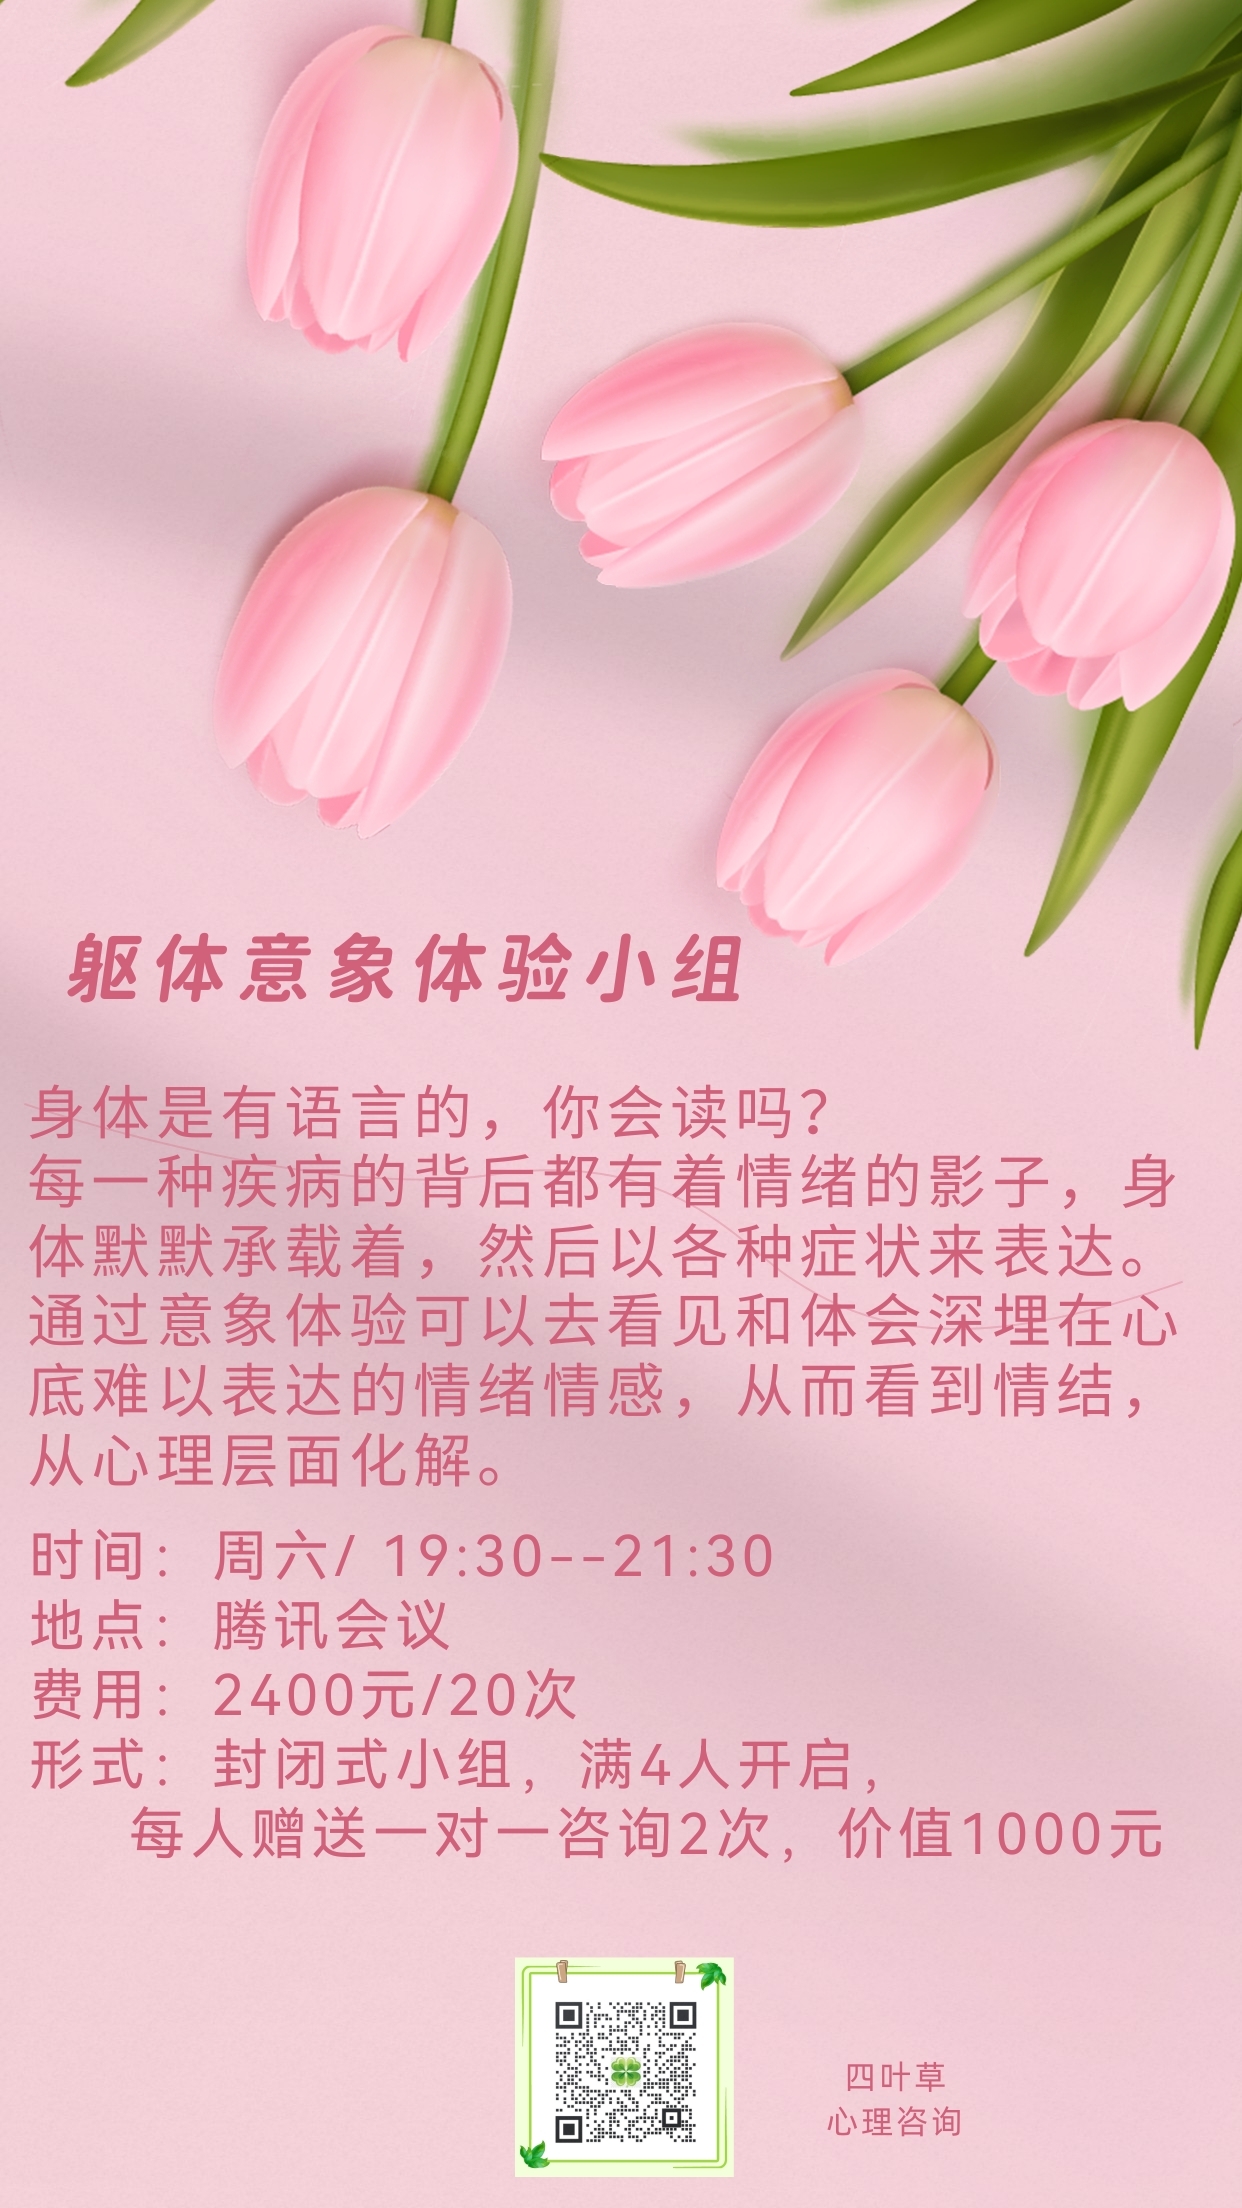 躯体意象体验小组
身体是有语言的，你会读吗？
每一种疾病的背后都有着情绪的影子，身
体默默承载着，然后以各种症状来表达。
通过意象体验可以去看见和体会深埋在心
底难以表达的情绪情感，从而看到情结，
从心理层面化解。
时间：周六/ 19:30--21:30
地点：腾讯会议
费用：2400元/20次
形式：封闭式小组，满4人开启，
每人赠送一对一咨询2次，价值1000元
四叶草
心理咨询